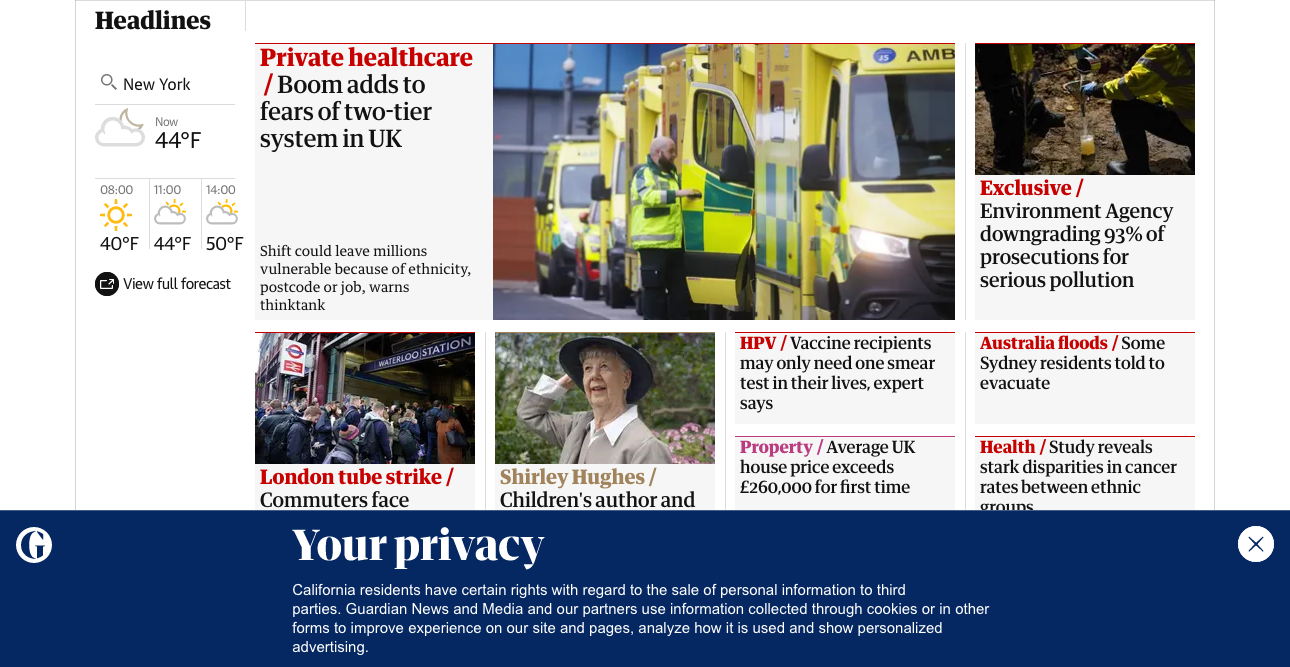 Headlines
New York
Now
44°F
08:00
11:00
14:00
40°F
44°F
50°F
View full forecast
Private healthcare
/ Boom adds to
fears of two-tier
system in UK
Shift could leave millions
vulnerable because of ethnicity,
postcode or job, warns
thinktank
AMB
Exclusive /
Environment Agency
downgrading 93% of
prosecutions for
serious pollution
WATERLOO STATION
London tube strike /
Commuters face
Shirley Hughes /
Children's author and
HPV / Vaccine recipients
may only need one smear
test in their lives, expert
says
Property / Average UK
house price exceeds
£260,000 for first time
Australia floods / Some
Sydney residents told to
evacuate
Health / Study reveals
stark disparities in cancer
rates between ethnic
groups
G
Your privacy
California residents have certain rights with regard to the sale of personal information to third
parties. Guardian News and Media and our partners use information collected through cookies or in other
forms to improve experience on our site and pages, analyze how it is used and show personalized
advertising.